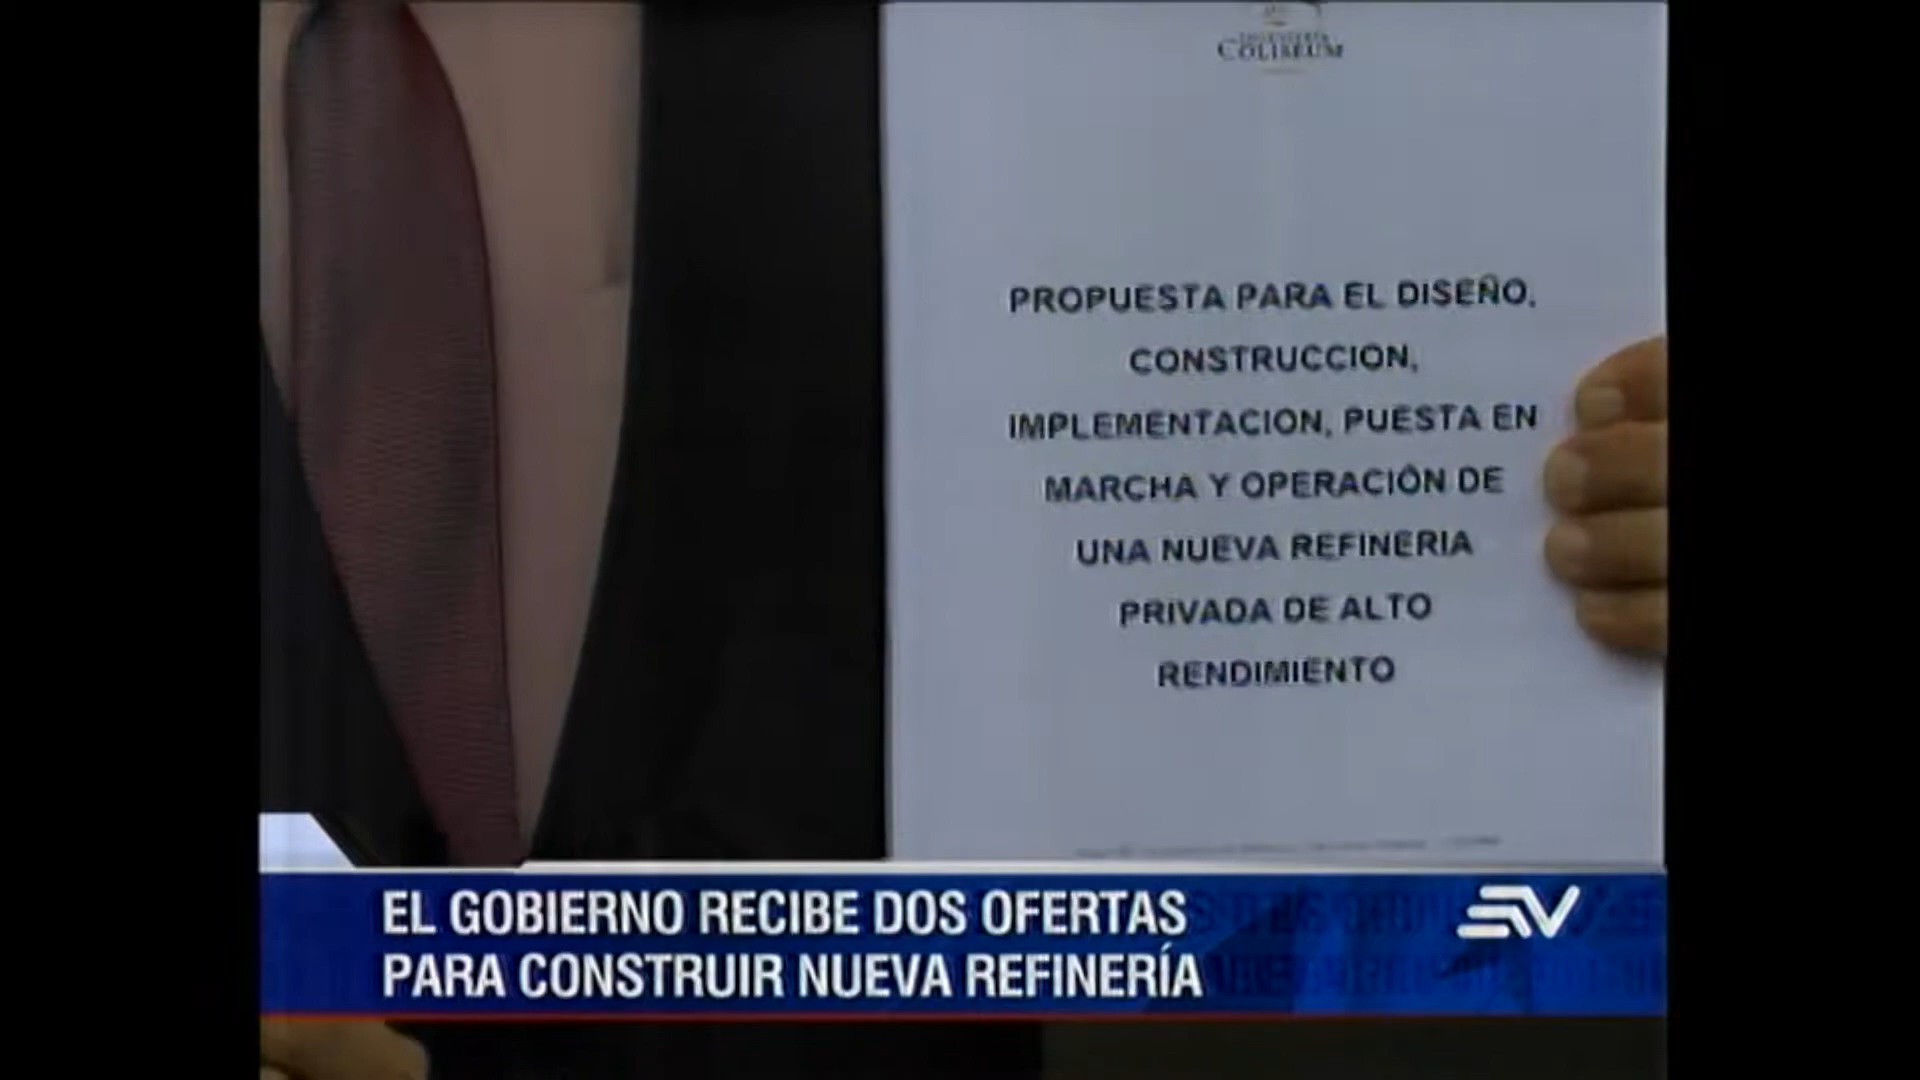 COLISEUM
PROPUESTA PARA EL DISEÑO,
CONSTRUCCION,
IMPLEMENTACION, PUESTA EN
MARCHA Y OPERACIÓN DE
UNA NUEVA REFINERIA
PRIVADA DE ALTO
RENDIMIENTO
EL GOBIERNO RECIBE DOS OFERTAS
PARA CONSTRUIR NUEVA REFINERÍA